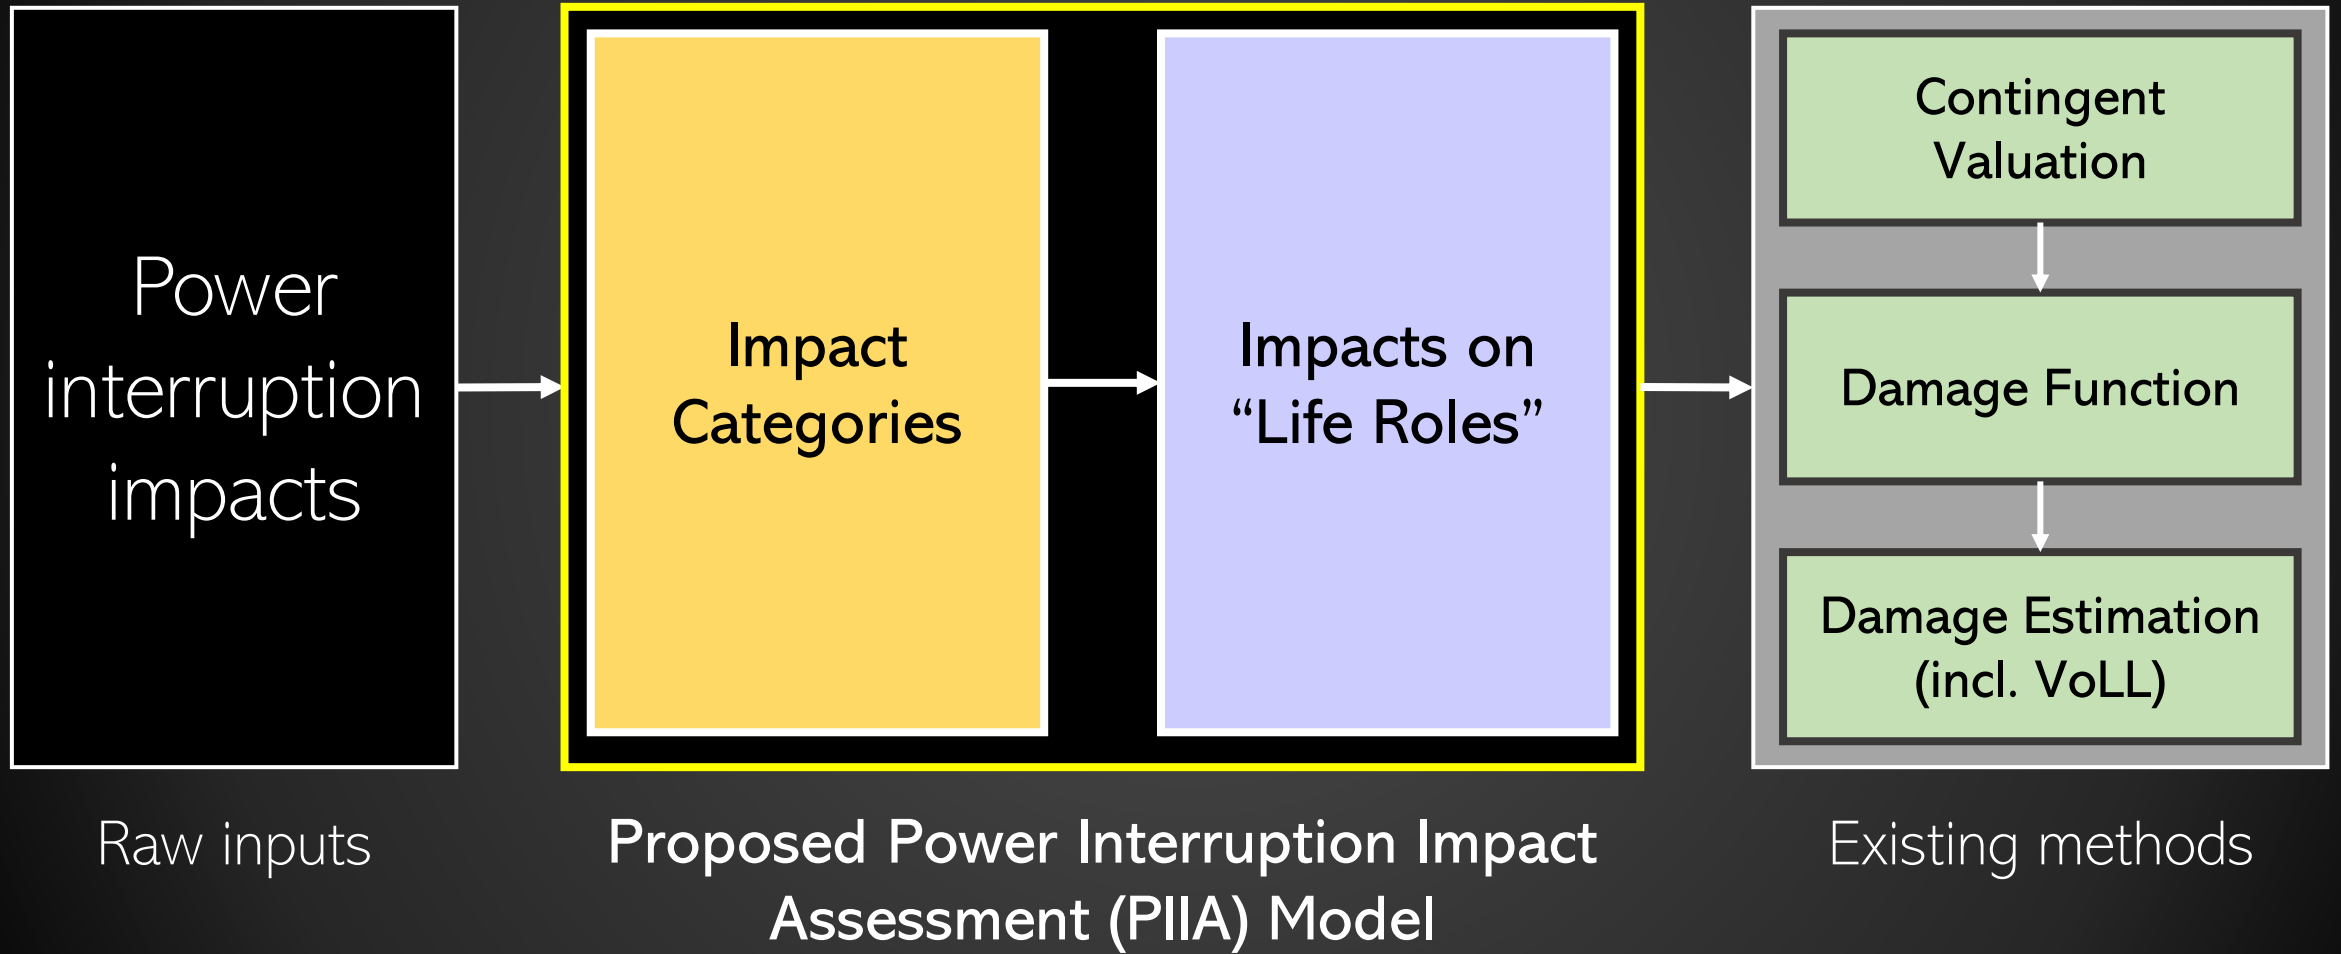 Power
interruption
impacts
Impact
Categories
Impacts on
“Life Roles”
Contingent
Valuation
Damage Function
Damage Estimation
(incl. VoLL)
Raw inputs
Proposed Power Interruption Impact
Assessment (PIIA) Model
Existing methods